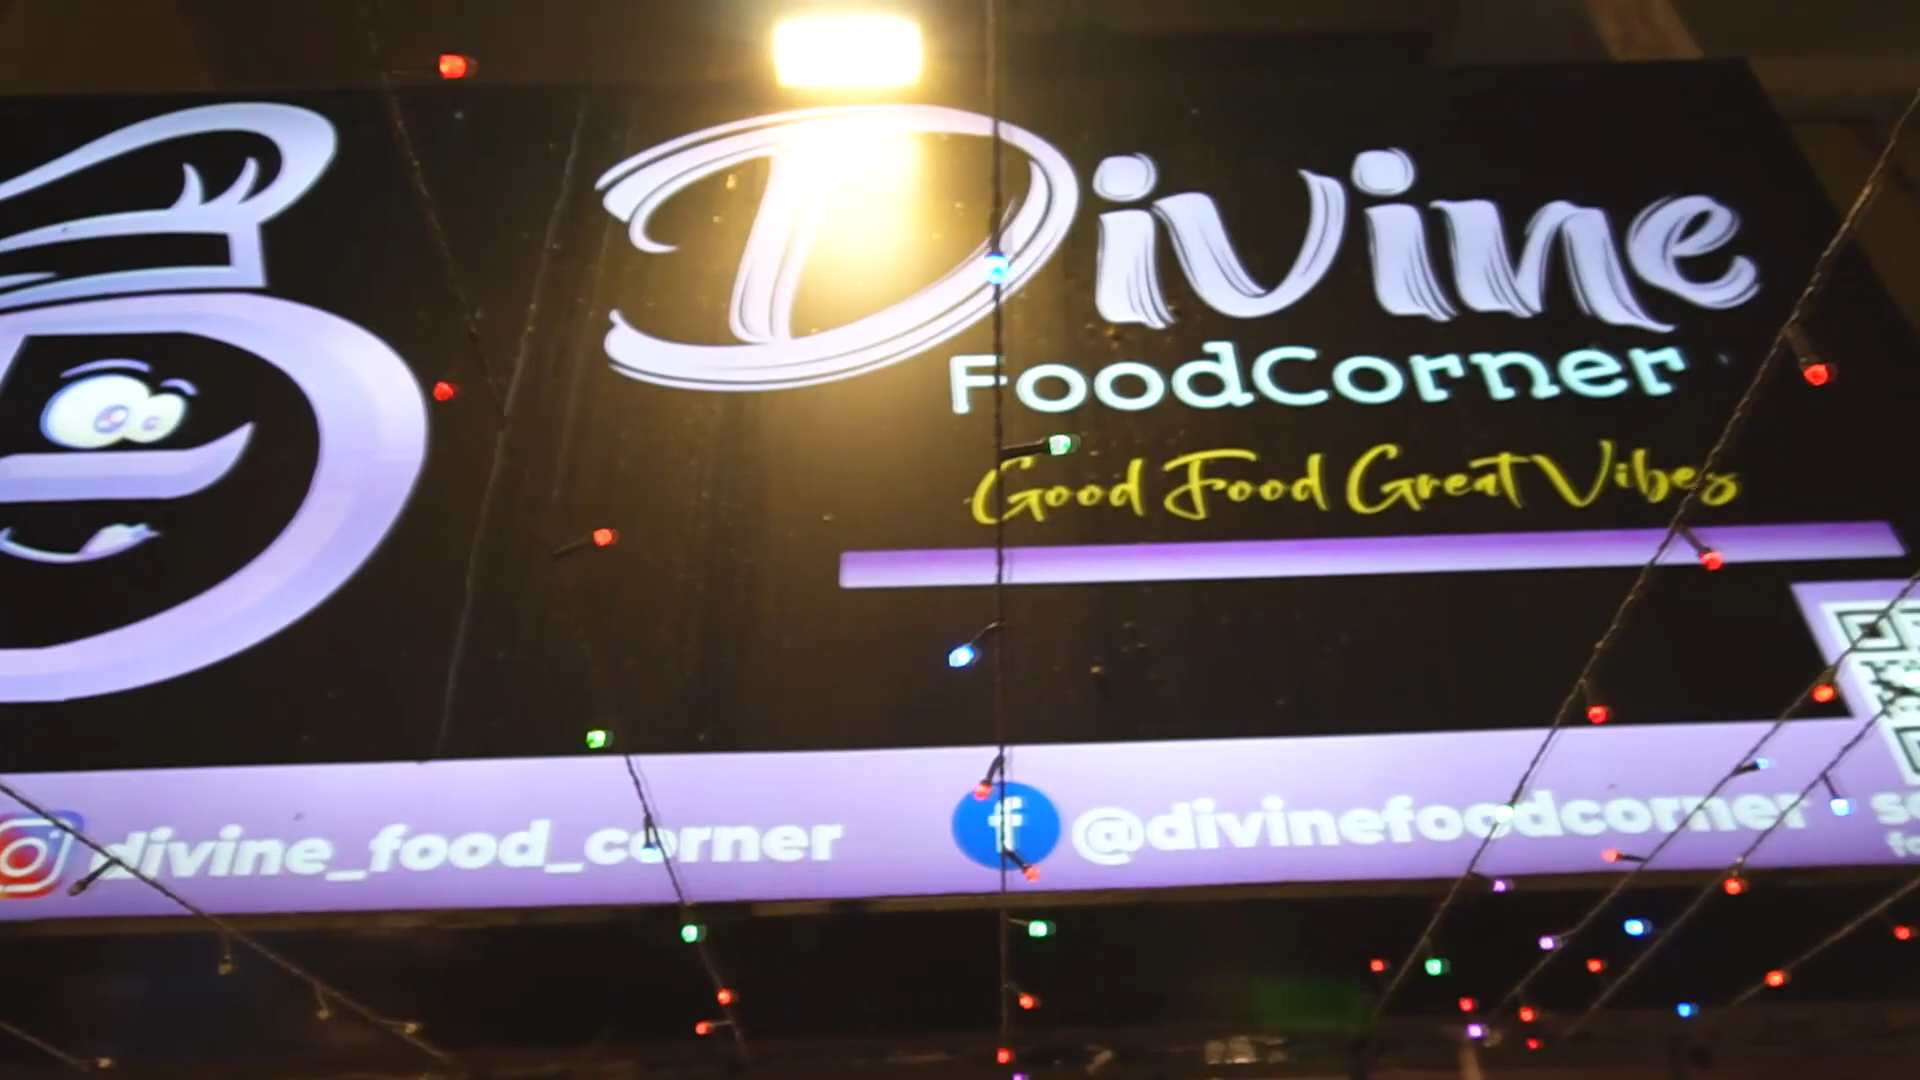 Divine
FoodCorner
Good Food Great Vibes
divine_food_corner
@divinefoodcorner